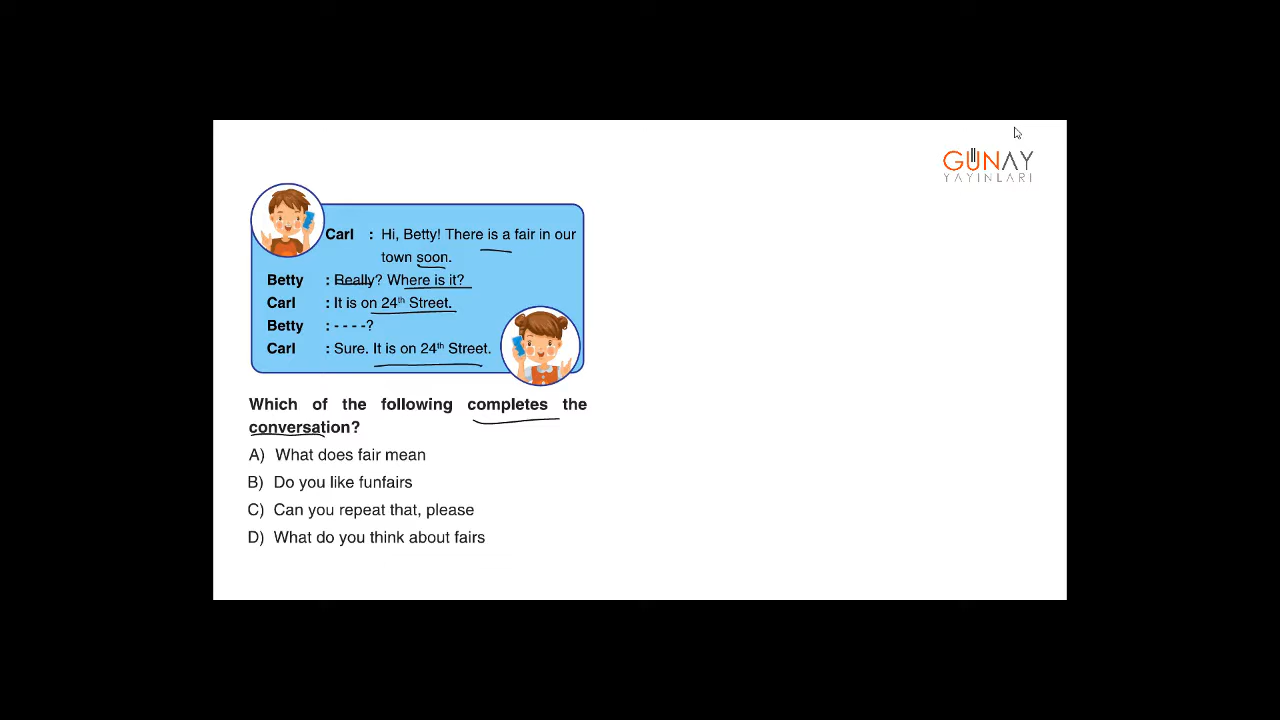 GÜNAY
YAYINLARI
Carl : Hi, Betty! There is a fair in our
town soon.
Betty : Really? Where is it?
Carl : It is on 24th Street.
Betty : - - - -?
Carl : Sure. It is on 24th Street.
Which of the following completes the
conversation?
A) What does fair mean
B) Do you like funfairs
C) Can you repeat that, please
D) What do you think about fairs